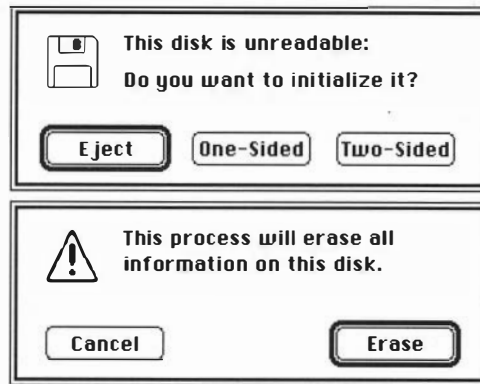 This disk is unreadable:
Do you want to initialize it?
Eject One-Sided Two-Sided
This process will erase all
information on this disk.
Cancel Erase